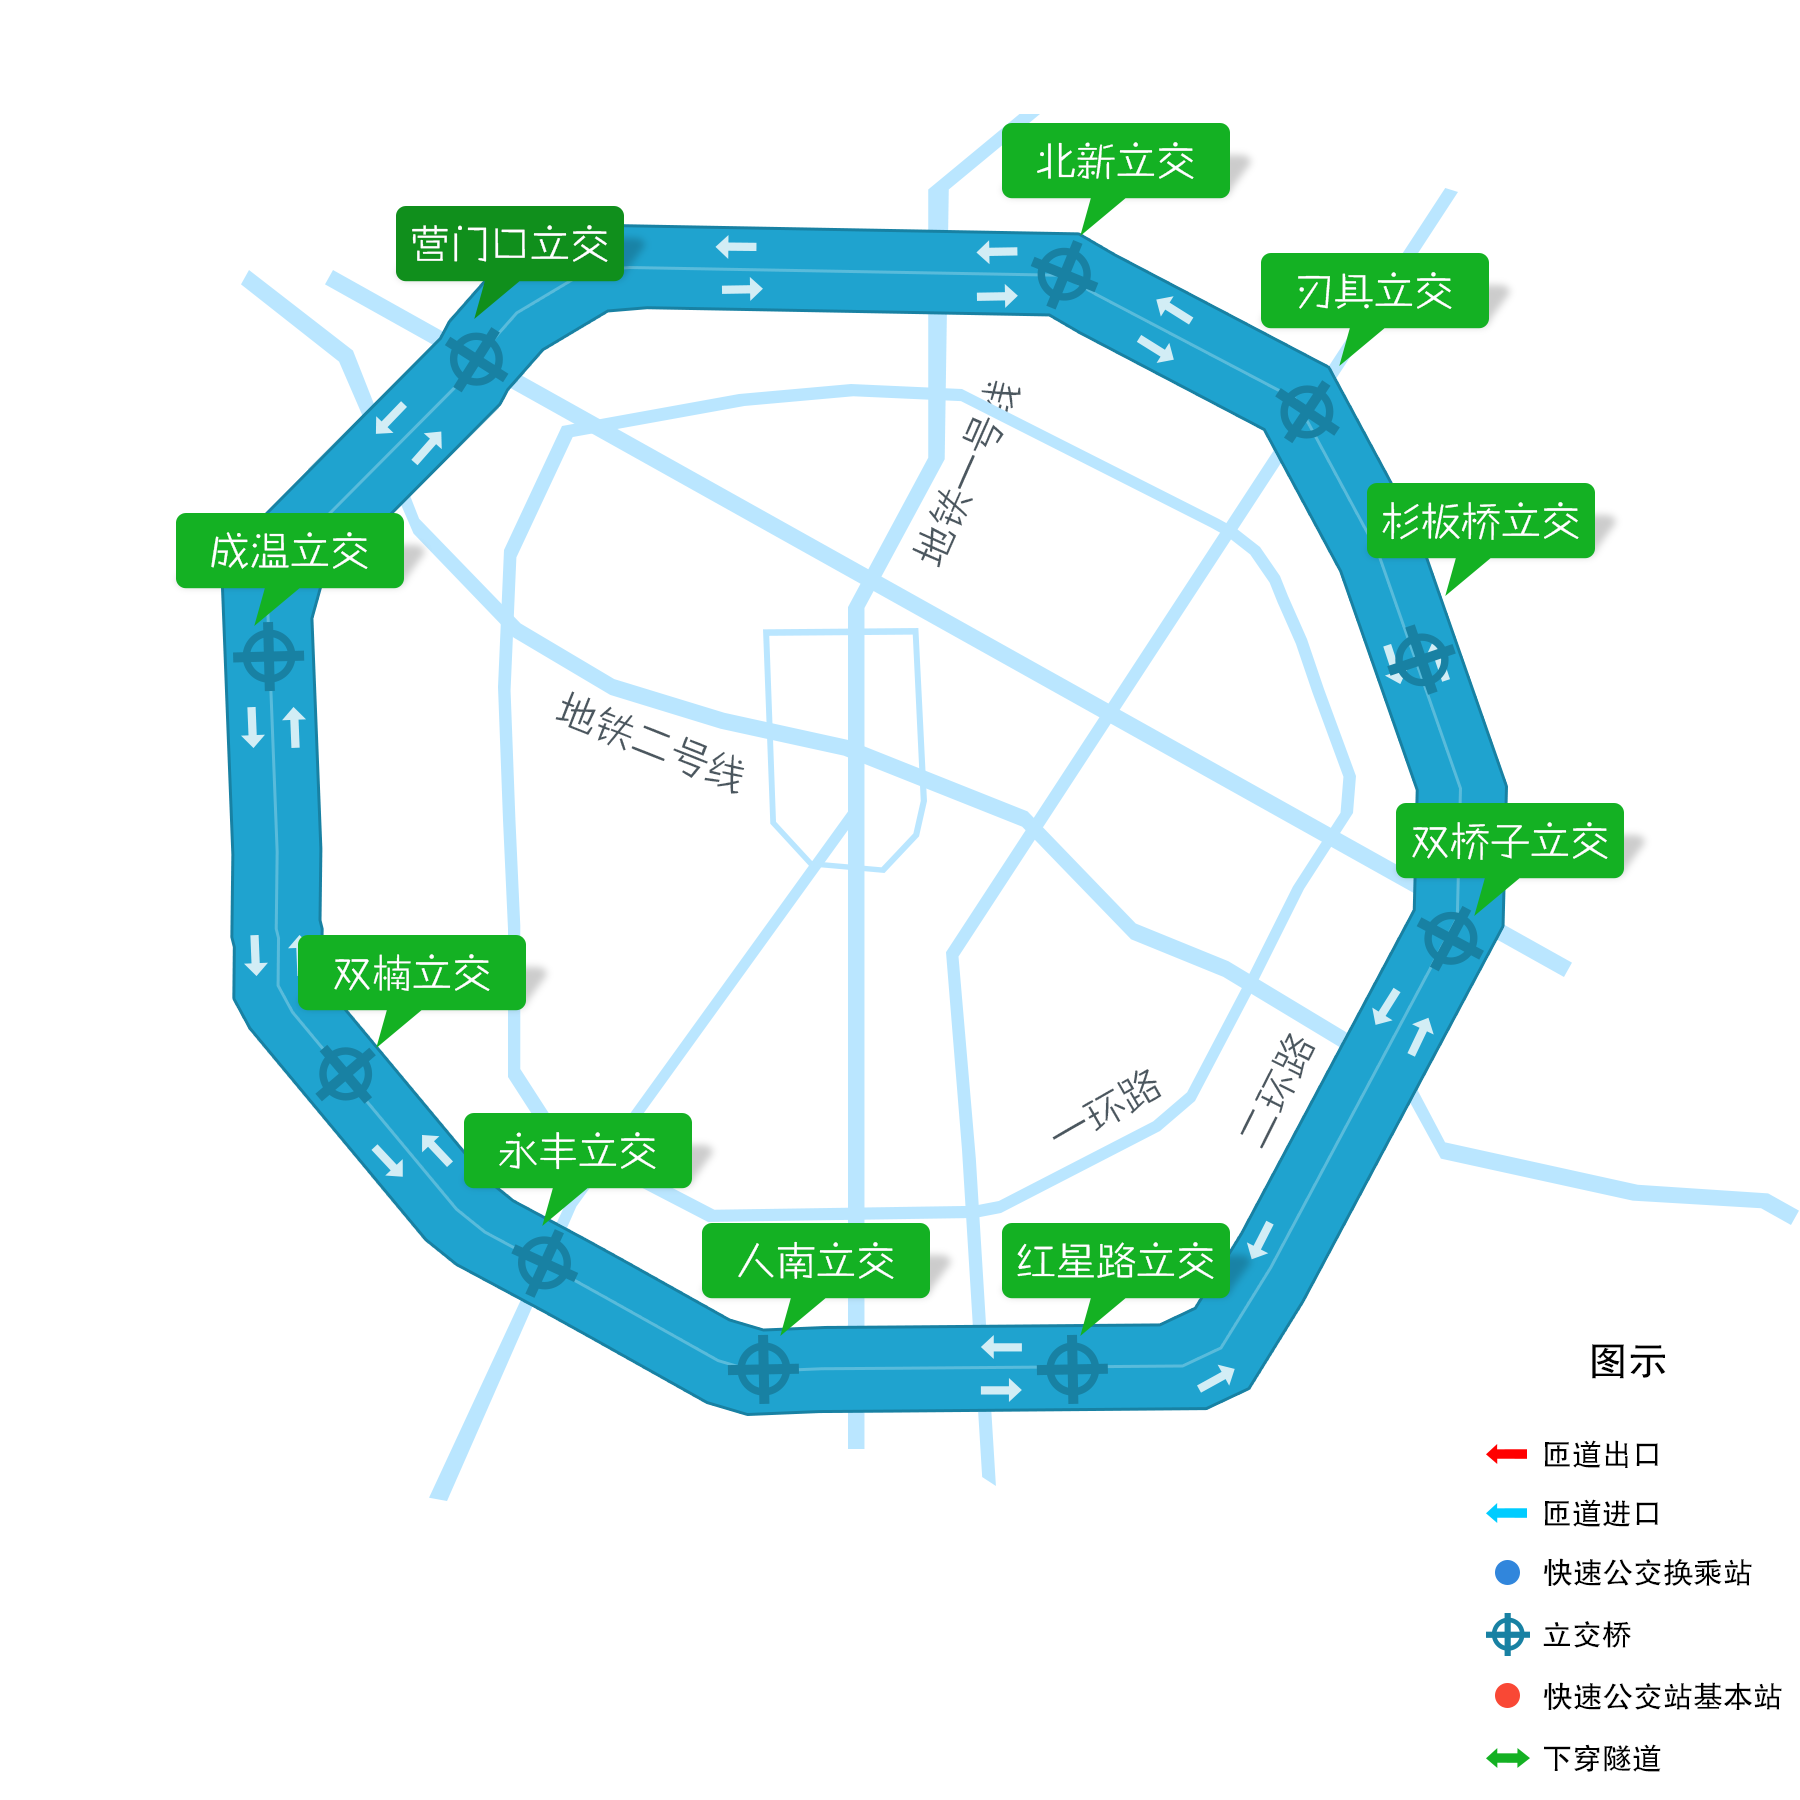 北新立交
营门口立交
刃具立交
地铁一号线
杉板桥立交
成温立交
地铁二号线
双桥子立交
双楠立交
一环路
二环路
永丰立交
人南立交
红星路立交
图示
匝道出口
匝道进口
快速公交换乘站
立交桥
快速公交站基本站
下穿隧道